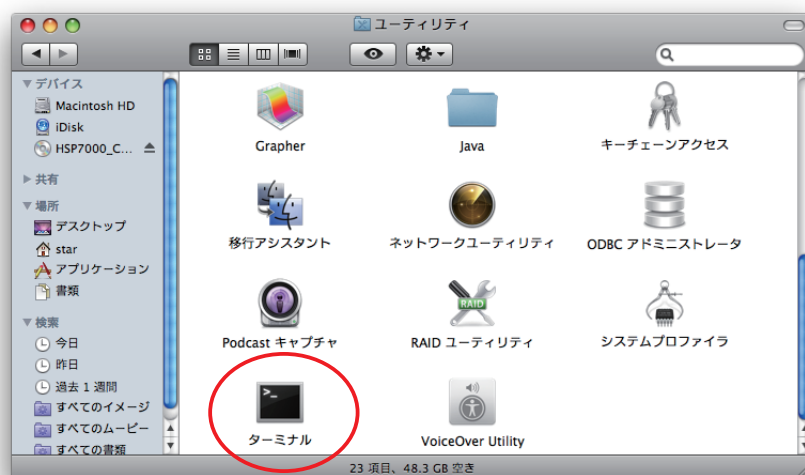 ユーティリティ
デバイス
Macintosh HD
iDisk
HSP7000_C...
共有
場所
デスクトップ
star
アプリケーション
書類
検索
今日
昨日
過去 1 週間
すべてのイメージ
すべてのムービー
すべての書類
Grapher
Java
キーチェーンアクセス
移行アシスタント
ネットワークユーティリティ
ODBC アドミニストレータ
Podcast キャプチャ
RAID
RAID ユーティリティ
システムプロファイラ
>_
ターミナル
VoiceOver Utility
23 項目、48.3 GB 空き